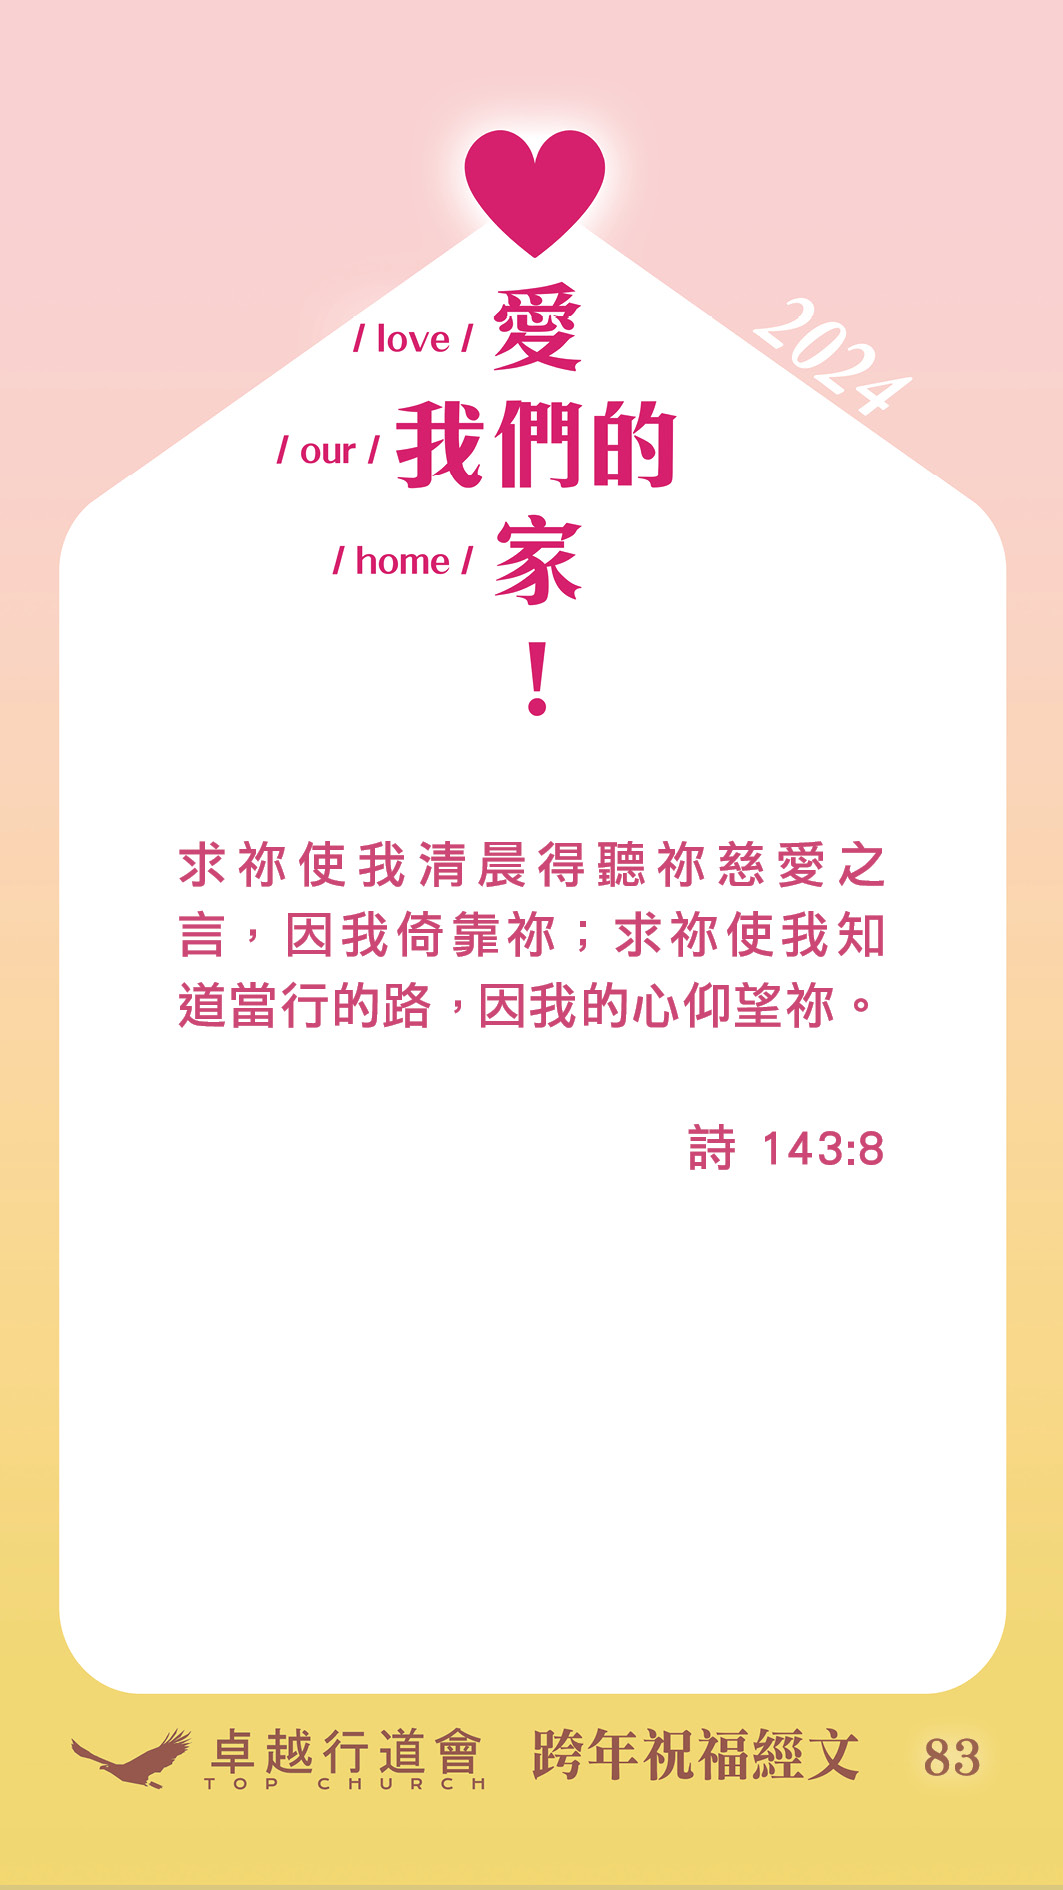 2024
/ love / 愛
/ our / 我們的
/ home / 家
!
求祢使我清晨得聽祢慈愛之
言，因我倚靠祢；求祢使我知
道當行的路，因我的心仰望祢。
詩 143:8
卓越行道會 跨年祝福經文 83
TOP CHURCH